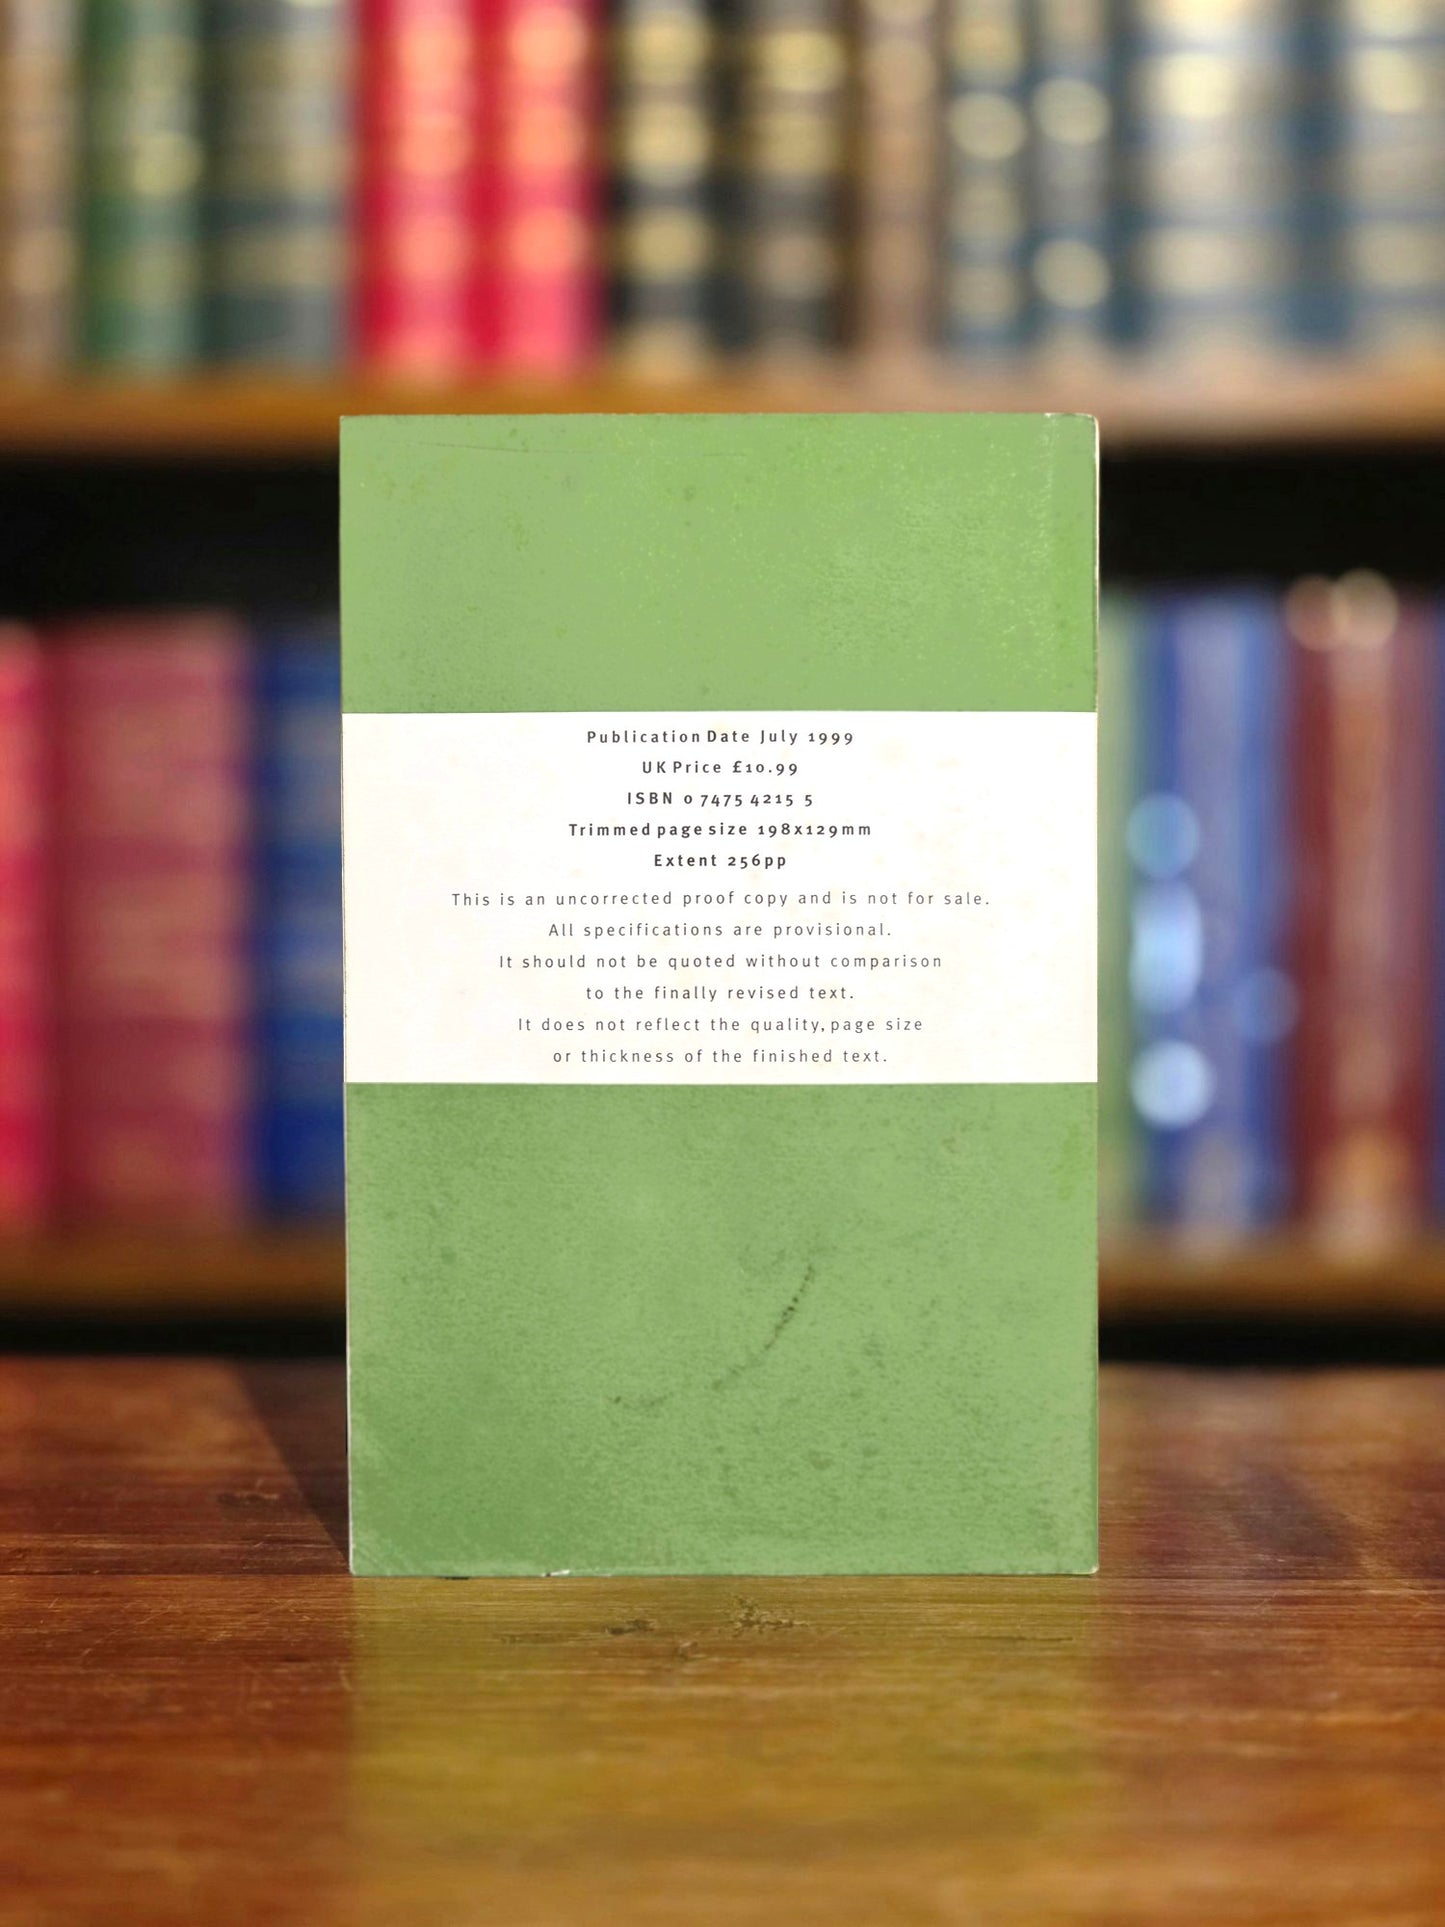 Publication Date July 1999
UK Price £10.99
ISBN 0 7475 4215 5
Trimmed page size 198x129mm
Extent 256pp
This is an uncorrected proof copy and is not for sale.
All specifications are provisional.
It should not be quoted without comparison
to the finally revised text.
It does not reflect the quality, page size
or thickness of the finished text.